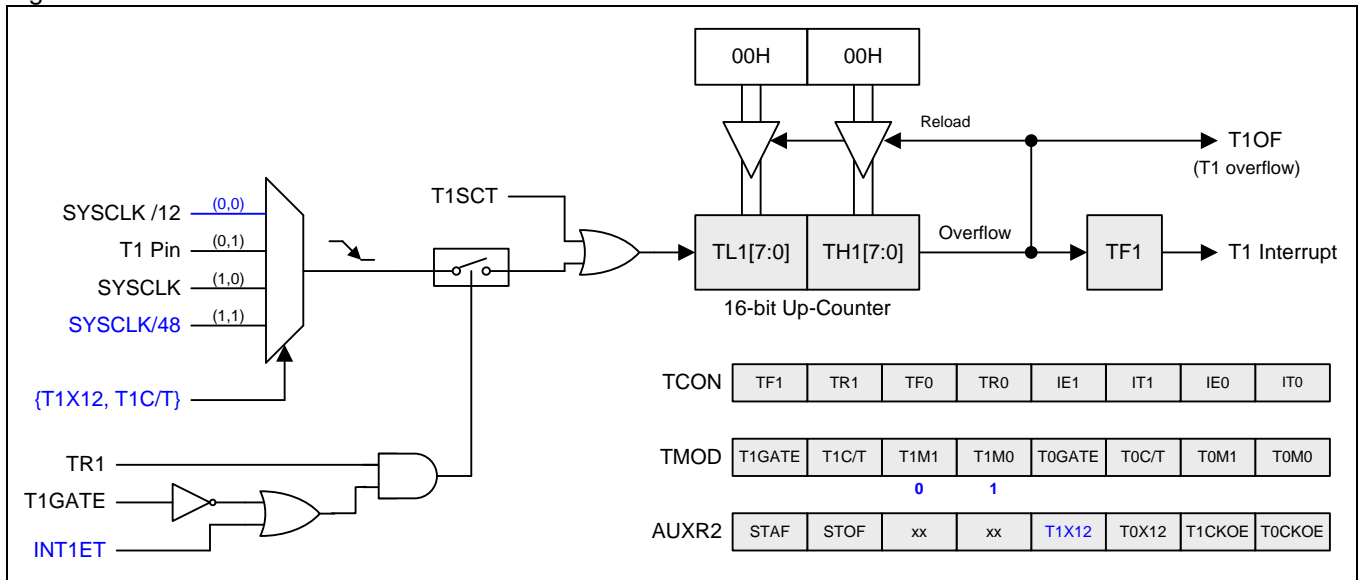 00H 00H
Reload
T1OF
(T1 overflow)
T1SCT
SYSCLK /12 (0,0)
T1 Pin (0,1)
SYSCLK (1,0)
SYSCLK/48 (1,1)
TL1[7:0] TH1[7:0] Overflow TF1 T1 Interrupt
16-bit Up-Counter
{T1X12, T1C/T}
TR1
T1GATE
INT1ET
TCON TF1 TR1 TF0 TR0 IE1 IT1 IE0 IT0
TMOD T1GATE T1C/T T1M1 T1M0 T0GATE T0C/T T0M1 T0M0
0 1
AUXR2 STAF STOF xx xx T1X12 T0X12 T1CKOE T0CKOE